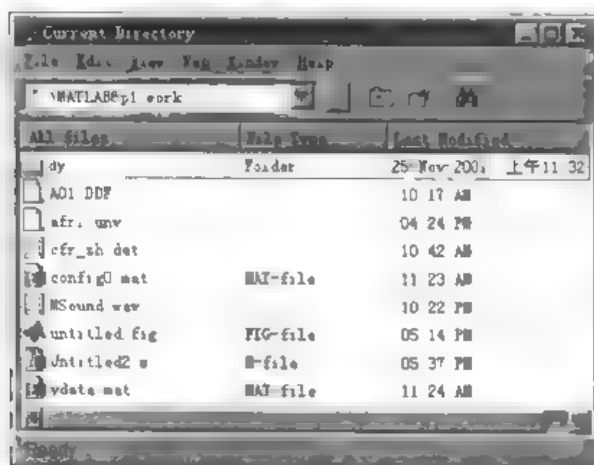 Current Directory
File Edit View Web Window Help
\MATLAB6p1 work
All files File Type Last Modified
dy Folder 25-Nov-200 上午11 32
A01 DDF 10 17 AM
afr. unv 04 24 PM
cfr_zh dat 10 42 AM
config0 mat MAT-file 11 23 AM
MSound wav 10 22 PM
untitled fig FIG-file 05 14 PM
Untitled2 m M-file 05 37 PM
ydata mat MAT file 11 24 AM
Ready